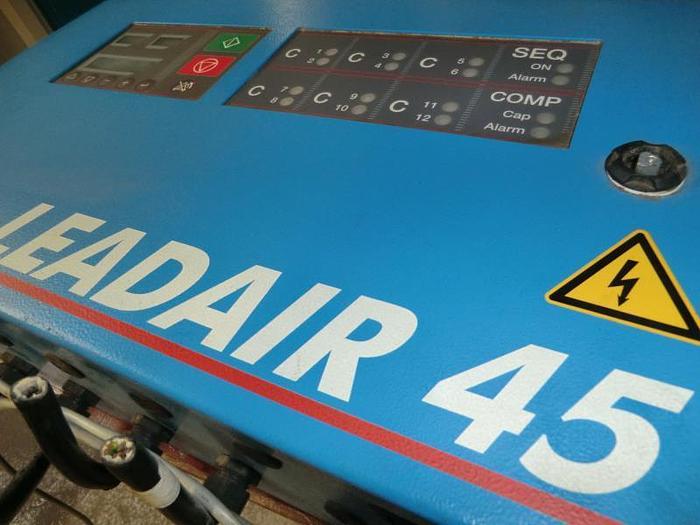 C 1 2 C 3 4 C 5 6 SEQ
ON
Alarm
C 7 8 C 9 10 C 11 12 COMP
Cap
Alarm
LEADAIR 45